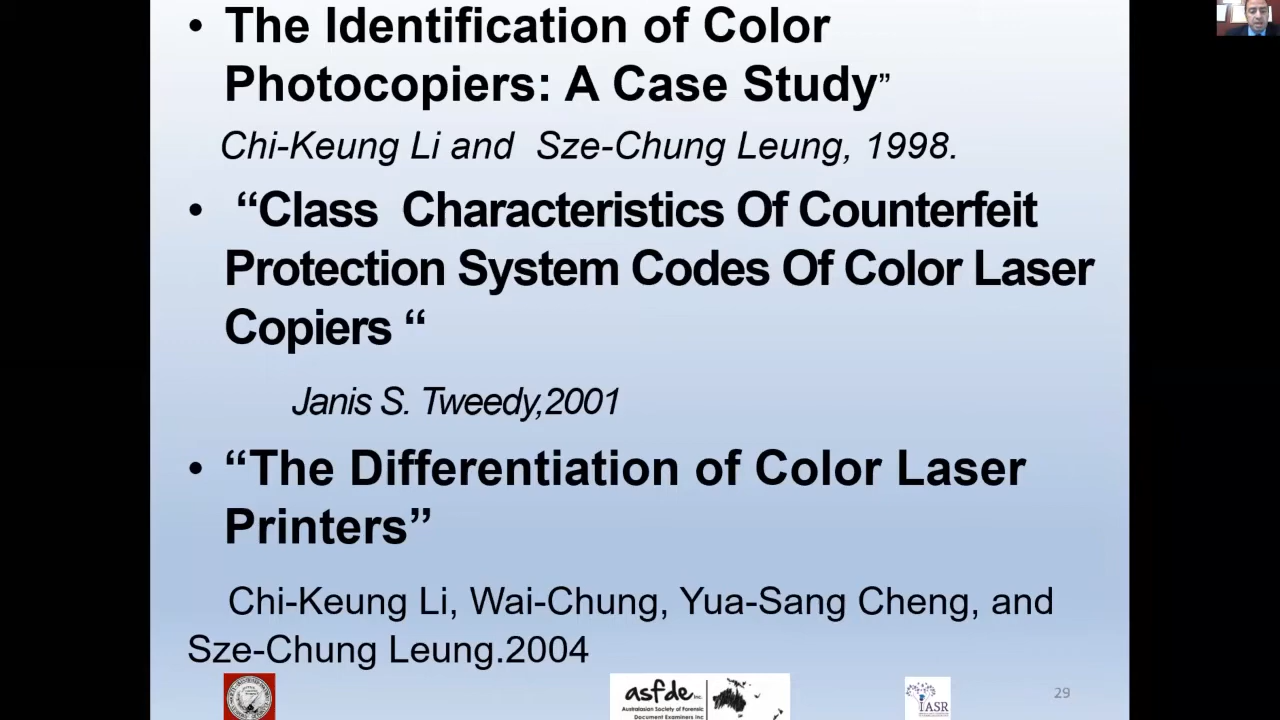 • The Identification of Color
Photocopiers: A Case Study”
Chi-Keung Li and Sze-Chung Leung, 1998.
• “Class Characteristics Of Counterfeit
Protection System Codes Of Color Laser
Copiers “
Janis S. Tweedy,2001
• “The Differentiation of Color Laser
Printers”
Chi-Keung Li, Wai-Chung, Yua-Sang Cheng, and
Sze-Chung Leung.2004
asfde inc.
Australasian Society of Forensic
Document Examiners Inc
IASR
29